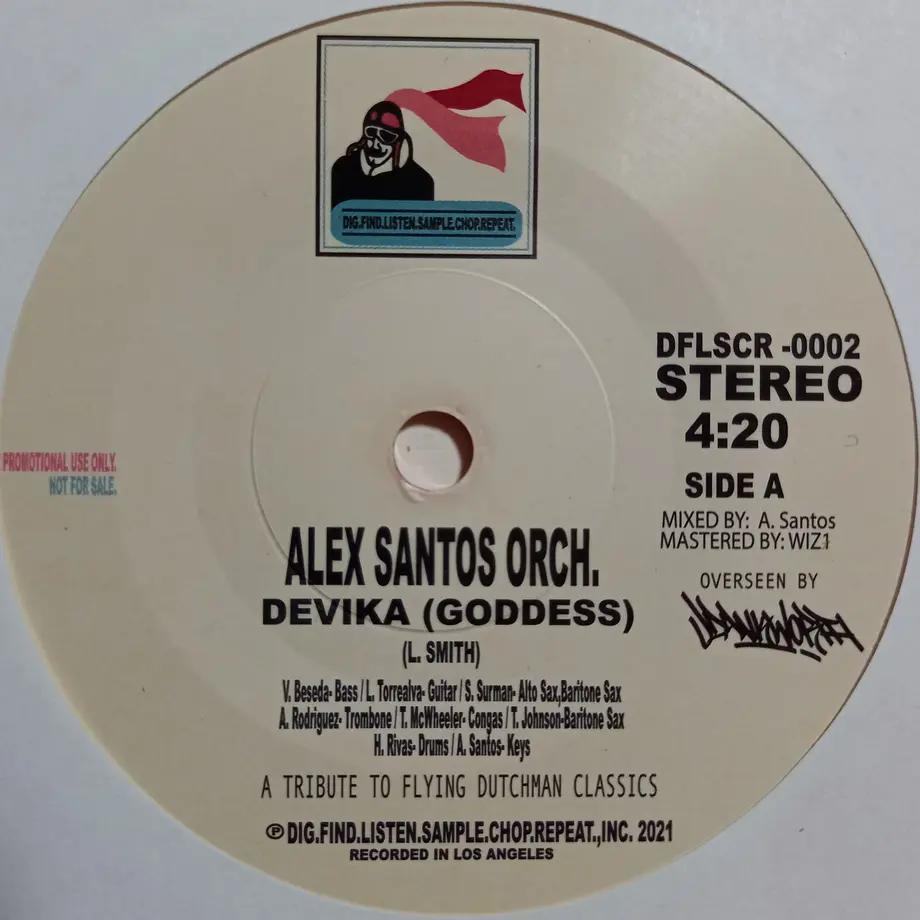 DIG.FIND.LISTEN.SAMPLE.CHOP.REPEAT.
DFLSCR -0002
STEREO
4:20
SIDE A
MIXED BY: A. Santos
MASTERED BY: WIZ1
OVERSEEN BY
PROMOTIONAL USE ONLY.
NOT FOR SALE.
ALEX SANTOS ORCH.
DEVIKA (GODDESS)
(L. SMITH)
V. Beseda- Bass / L. Torrealva- Guitar / S. Surman- Alto Sax,Baritone Sax
A. Rodriguez- Trombone / T. McWheeler- Congas / T. Johnson-Baritone Sax
H. Rivas- Drums / A. Santos- Keys
A TRIBUTE TO FLYING DUTCHMAN CLASSICS
℗ DIG.FIND.LISTEN.SAMPLE.CHOP.REPEAT.,INC. 2021
RECORDED IN LOS ANGELES